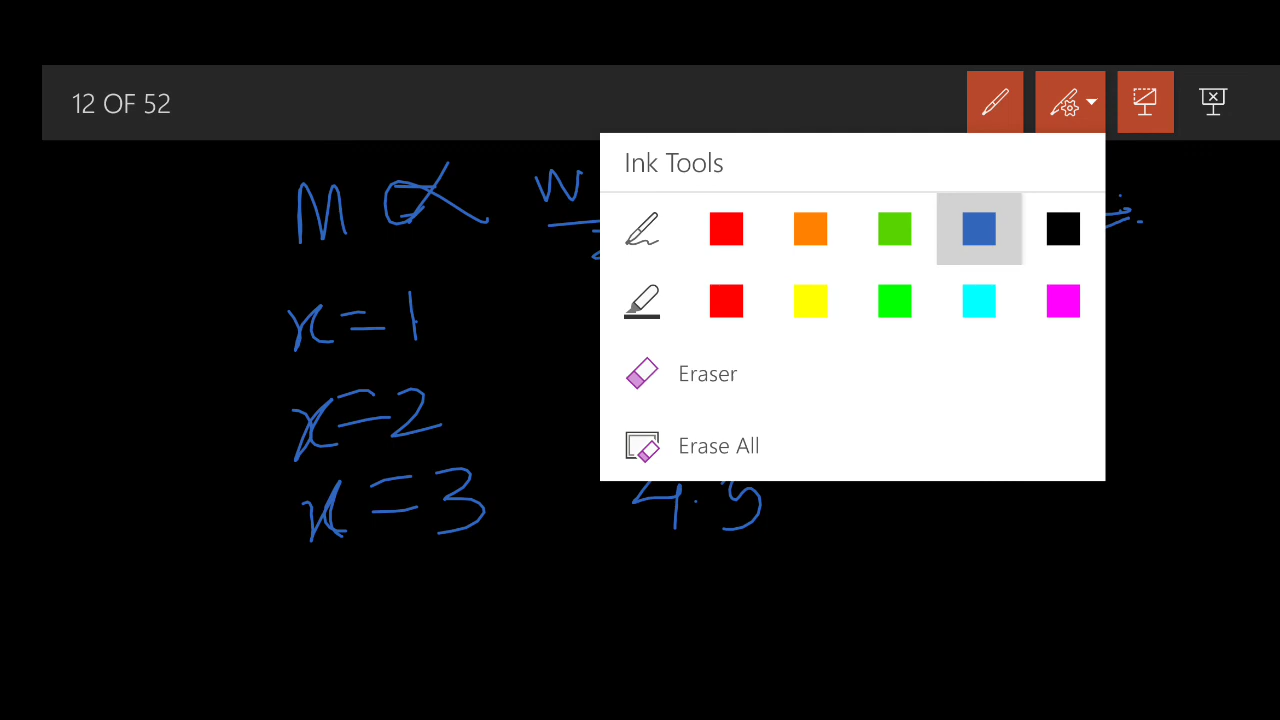 12 OF 52
Ink Tools
M ∝ W
x = 1
x = 2
x = 3 4.5
Eraser
Erase All